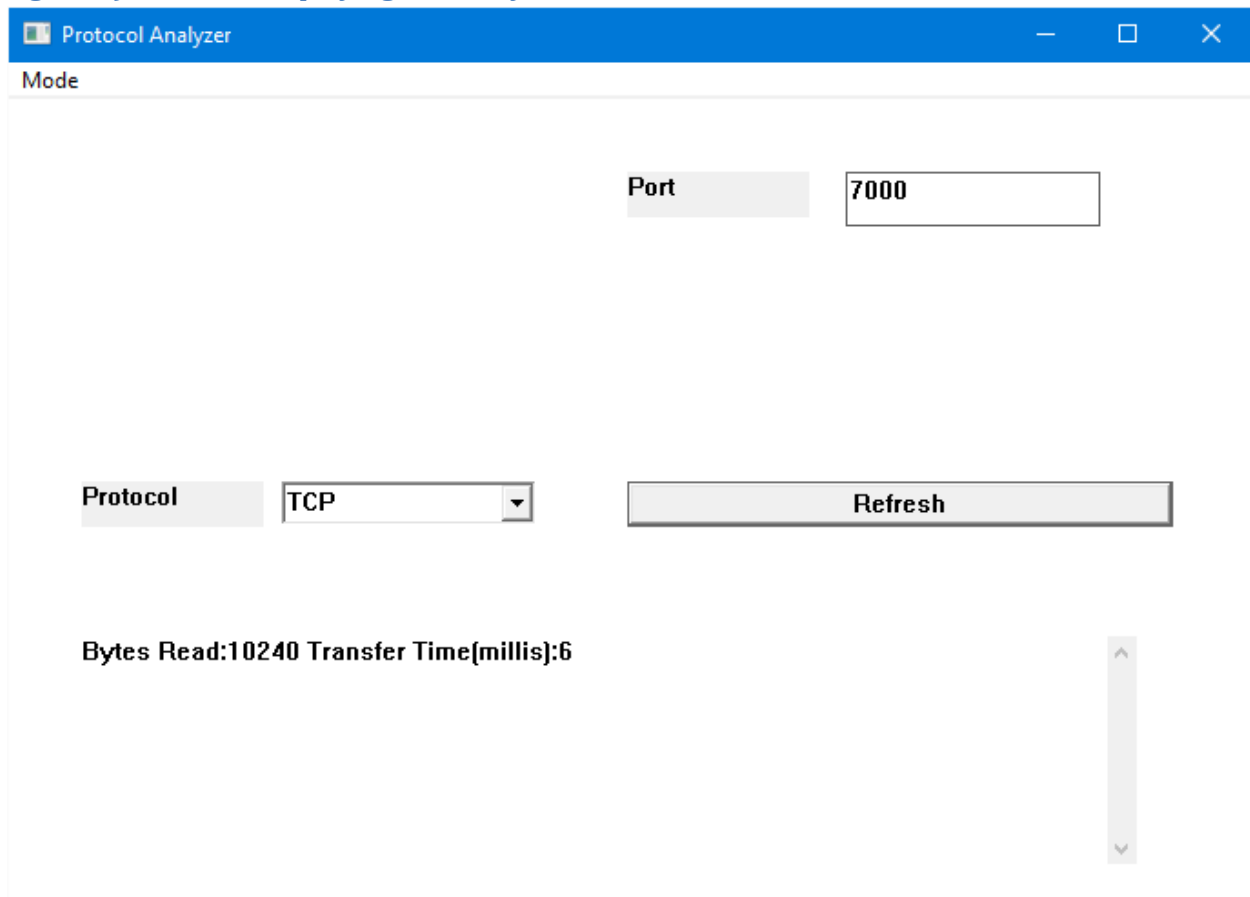 Protocol Analyzer
Mode
Port 7000
Protocol TCP Refresh
Bytes Read:10240 Transfer Time(millis):6